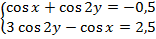 cos x + cos 2y = −0,5
3 cos 2y − cos x = 2,5